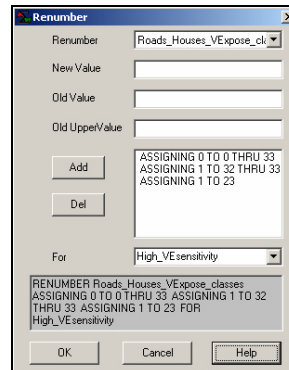 Renumber
Renumber
Roads_Houses_VExpose_cl
New Value
Old Value
Old UpperValue
Add
Del
ASSIGNING 0 TO 0 THRU 33
ASSIGNING 1 TO 32 THRU 33
ASSIGNING 1 TO 23
For
High_VEsensitivity
RENUMBER Roads_Houses_VExpose_classes
ASSIGNING 0 TO 0 THRU 33 ASSIGNING 1 TO 32
THRU 33 ASSIGNING 1 TO 23 FOR
High_VEsensitivity
OK
Cancel
Help